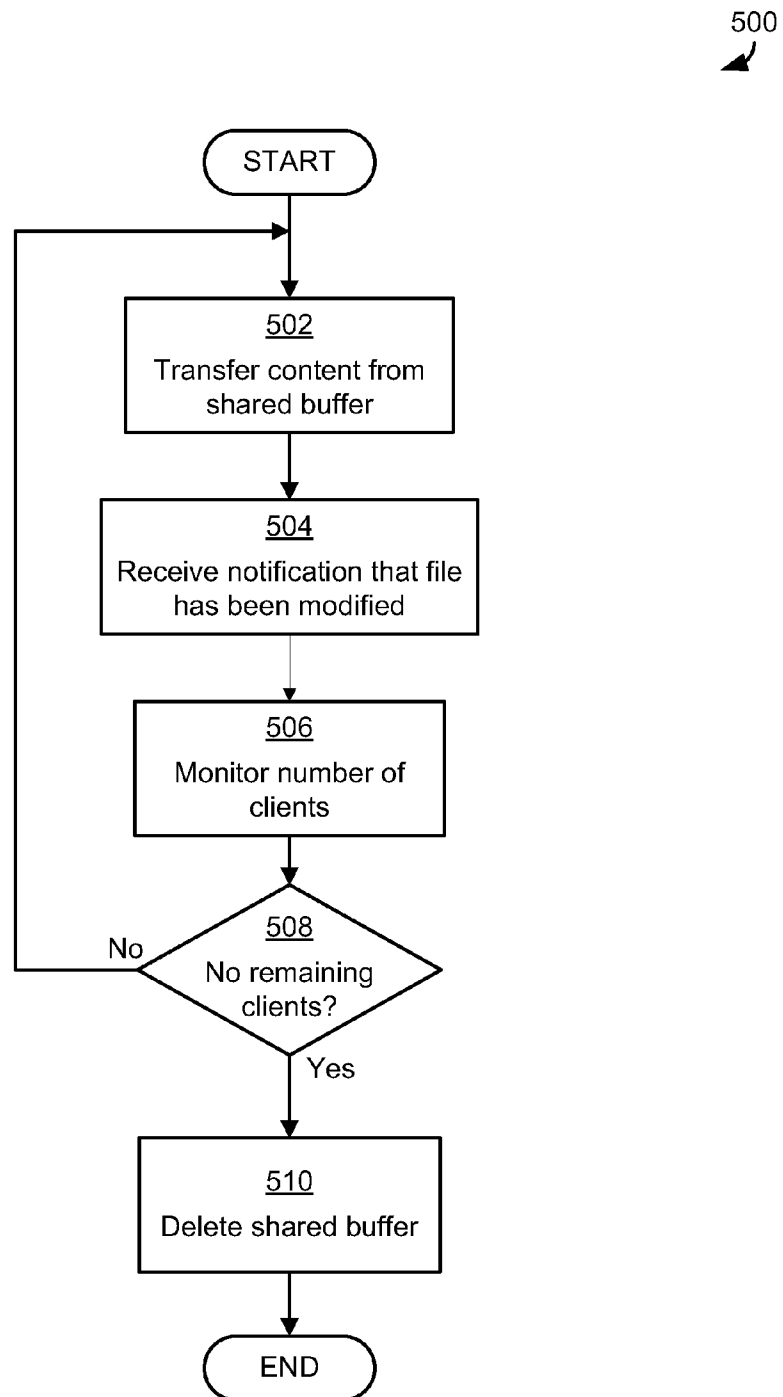 500
START
502
Transfer content from
shared buffer
504
Receive notification that file
has been modified
506
Monitor number of
clients
508
No remaining
clients?
No
Yes
510
Delete shared buffer
END